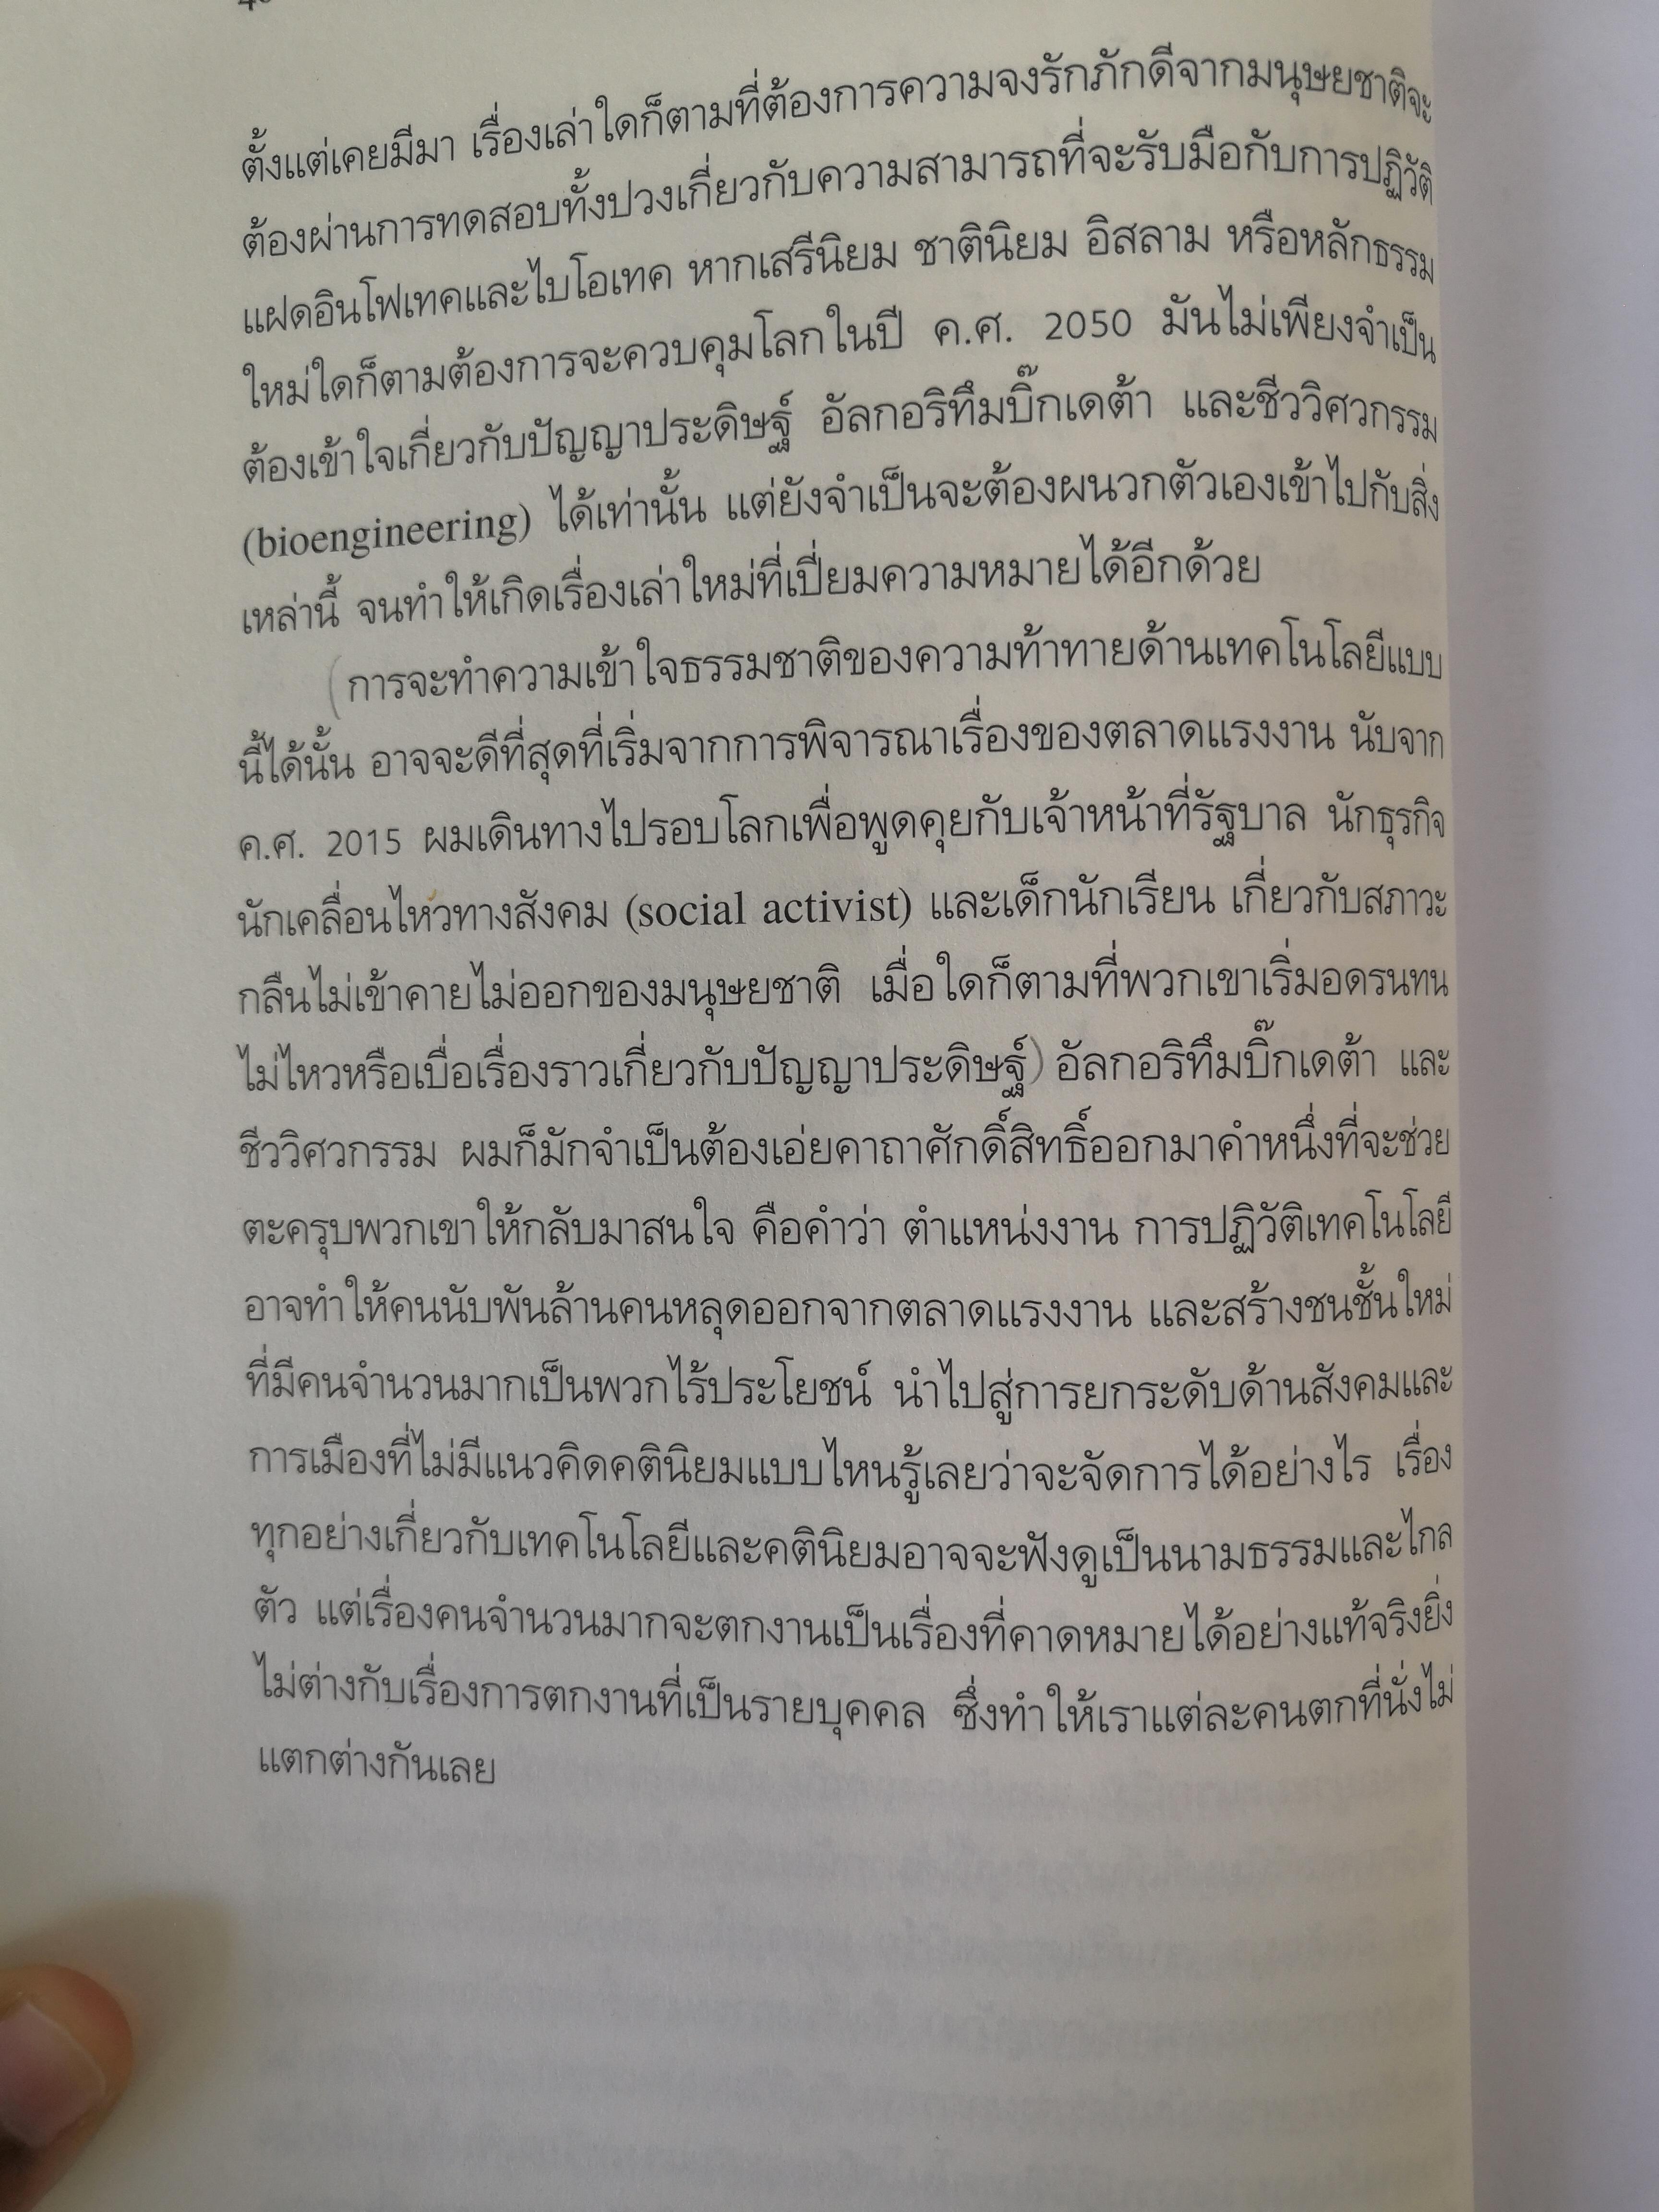 ตั้งแต่เคยมีมา เรื่องเล่าใดก็ตามที่ต้องการความจงรักภักดีจากมนุษยชาติจะ
ต้องผ่านการทดสอบทั้งปวงเกี่ยวกับความสามารถที่จะรับมือกับการปฏิวัติ
แฝดอินโฟเทคและไบโอเทค หากเสรีนิยม ชาตินิยม อิสลาม หรือหลักธรรม
ใหม่ใดก็ตามต้องการจะควบคุมโลกในปี ค.ศ. 2050 มันไม่เพียงจำเป็น
ต้องเข้าใจเกี่ยวกับปัญญาประดิษฐ์ อัลกอริทึมบิ๊กเดต้า และชีววิศวกรรม
(bioengineering) ได้เท่านั้น แต่ยังจำเป็นจะต้องผนวกตัวเองเข้าไปกับสิ่ง
เหล่านี้ จนทำให้เกิดเรื่องเล่าใหม่ที่เปี่ยมความหมายได้อีกด้วย
(การจะทำความเข้าใจธรรมชาติของความท้าทายด้านเทคโนโลยีแบบ
นี้ได้นั้น อาจจะดีที่สุดที่เริ่มจากการพิจารณาเรื่องของตลาดแรงงาน นับจาก
ค.ศ. 2015 ผมเดินทางไปรอบโลกเพื่อพูดคุยกับเจ้าหน้าที่รัฐบาล นักธุรกิจ
นักเคลื่อนไหวทางสังคม (social activist) และเด็กนักเรียน เกี่ยวกับสภาวะ
กลืนไม่เข้าคายไม่ออกของมนุษยชาติ เมื่อใดก็ตามที่พวกเขาเริ่มอดรนทน
ไม่ไหวหรือเบื่อเรื่องราวเกี่ยวกับปัญญาประดิษฐ์) อัลกอริทึมบิ๊กเดต้า และ
ชีววิศวกรรม ผมก็มักจำเป็นต้องเอ่ยคาถาศักดิ์สิทธิ์ออกมาคำหนึ่งที่จะช่วย
ตะครุบพวกเขาให้กลับมาสนใจ คือคำว่า ตำแหน่งงาน การปฏิวัติเทคโนโลยี
อาจทำให้คนนับพันล้านคนหลุดออกจากตลาดแรงงาน และสร้างชนชั้นใหม่
ที่มีคนจำนวนมากเป็นพวกไร้ประโยชน์ นำไปสู่การยกระดับด้านสังคมและ
การเมืองที่ไม่มีแนวคิดคตินิยมแบบไหนรู้เลยว่าจะจัดการได้อย่างไร เรื่อง
ทุกอย่างเกี่ยวกับเทคโนโลยีและคตินิยมอาจจะฟังดูเป็นนามธรรมและไกล
ตัว แต่เรื่องคนจำนวนมากจะตกงานเป็นเรื่องที่คาดหมายได้อย่างแท้จริงยิ่ง
ไม่ต่างกับเรื่องการตกงานที่เป็นรายบุคคล ซึ่งทำให้เราแต่ละคนตกที่นั่งไม่
แตกต่างกันเลย